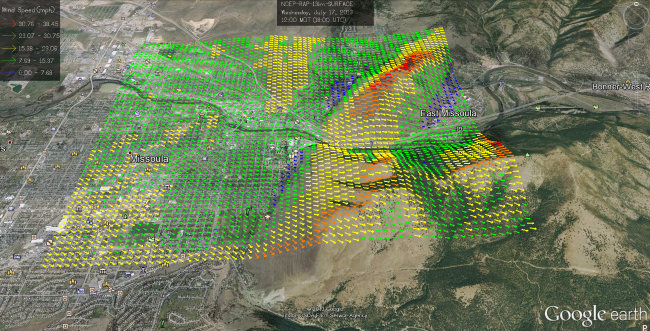 Wind Speed (mph)
30.76 - 38.45
23.07 - 30.75
15.38 - 23.06
7.69 - 15.37
0.00 - 7.68
NCEP-RAP-13km-SURFACE
Wednesday, July 17, 2013
12:00 MDT (18:00 UTC)
Bonner-West R
East Missoula
Missoula
Google earth